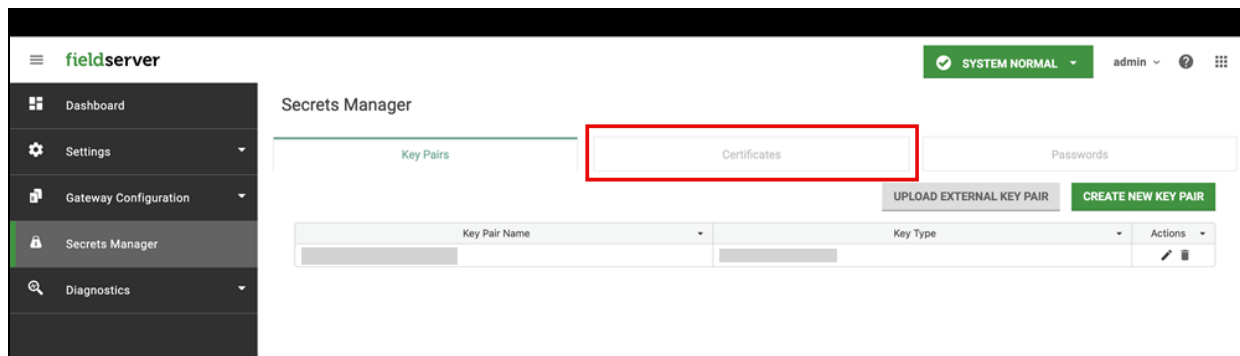 fieldserver
SYSTEM NORMAL
admin
Dashboard
Settings
Gateway Configuration
Secrets Manager
Diagnostics
Secrets Manager
Key Pairs
Certificates
Passwords
UPLOAD EXTERNAL KEY PAIR
CREATE NEW KEY PAIR
Key Pair Name
Key Type
Actions